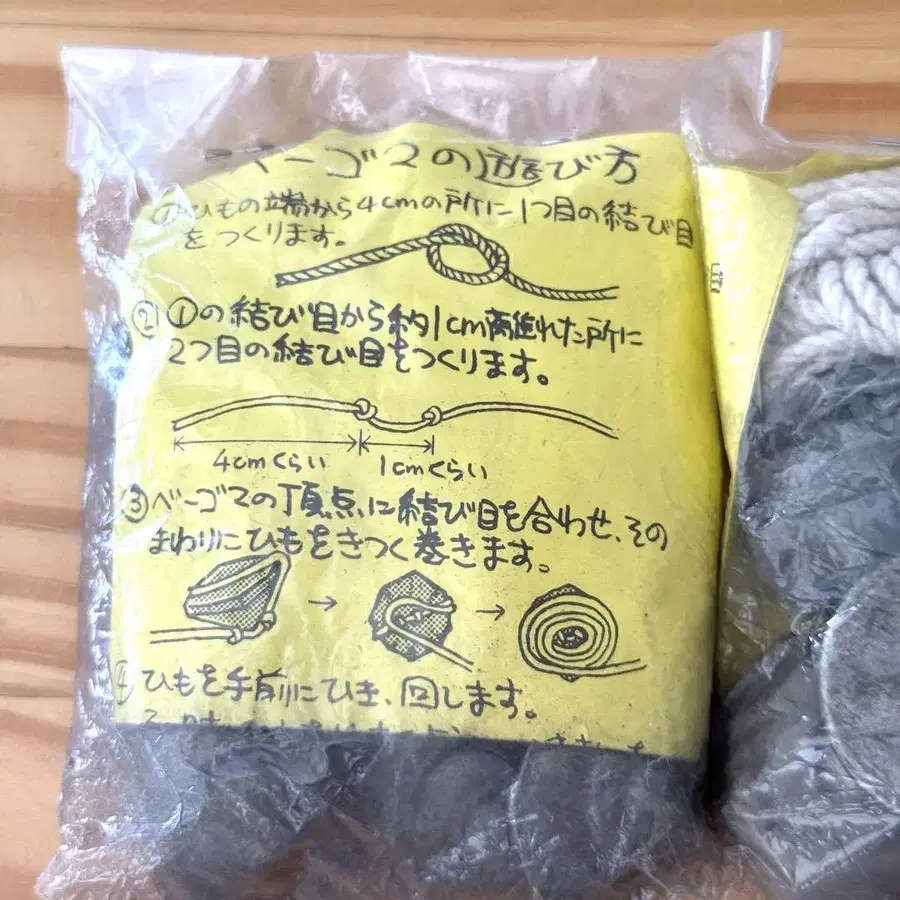 ベーゴマの遊び方
① ひもの端から4cmの所に1つ目の結び目
をつくります。
② ①の結び目から約1cm離れた所に
2つ目の結び目をつくります。
4cmくらい 1cmくらい
③ ベーゴマの頂点に結び目を合わせ、その
まわりにひもをきつく巻きます。
④ ひもを手前にひき、回します。